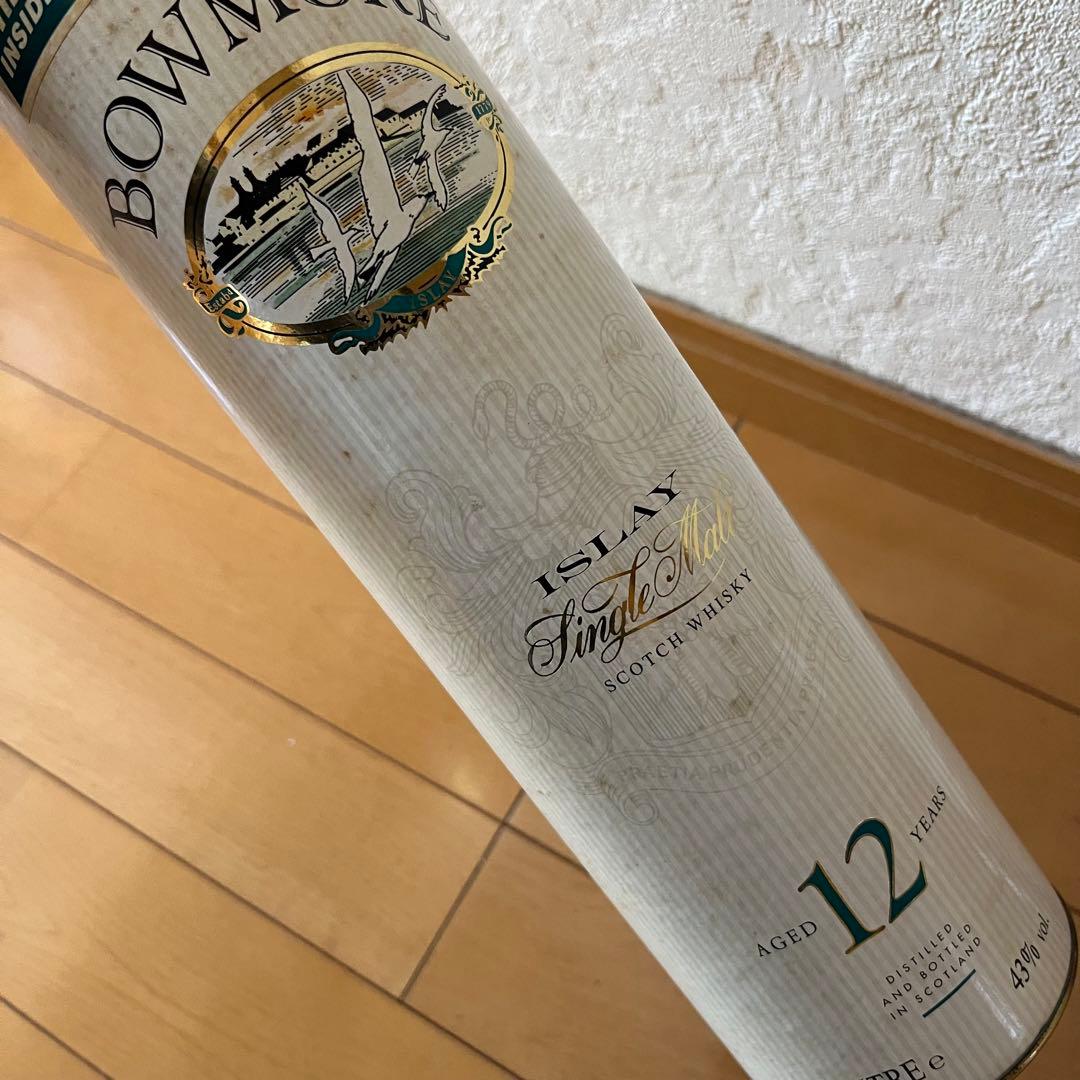 INSIDE
BOWMORE
ISLAY
ISLAY
Single Malt
SCOTCH WHISKY
AGED 12 YEARS
DISTILLED
AND BOTTLED
IN SCOTLAND
43% vol.